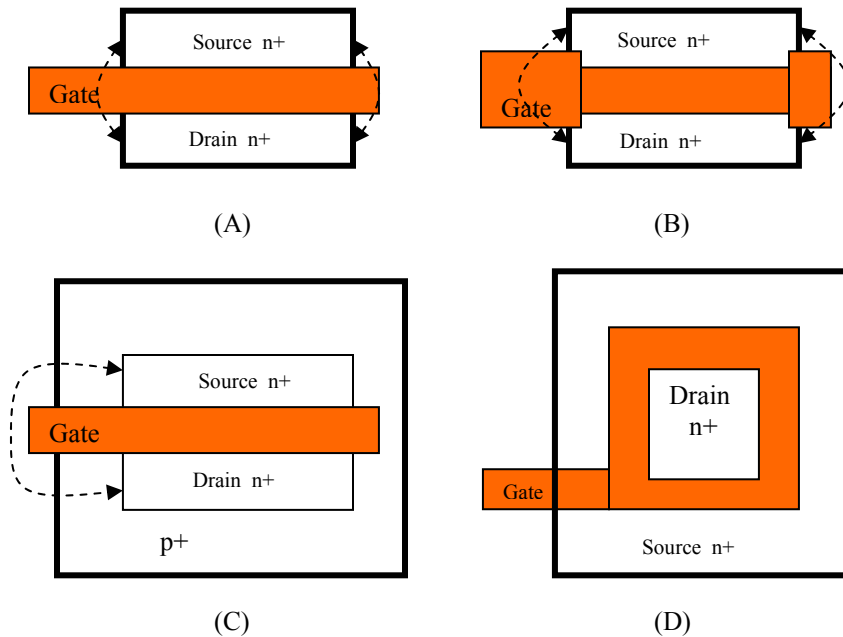 Source n+
Gate
Drain n+
(A)
Source n+
Gate
Drain n+
(B)
Source n+
Gate
Drain n+
p+
(C)
Drain
n+
Gate
Source n+
(D)